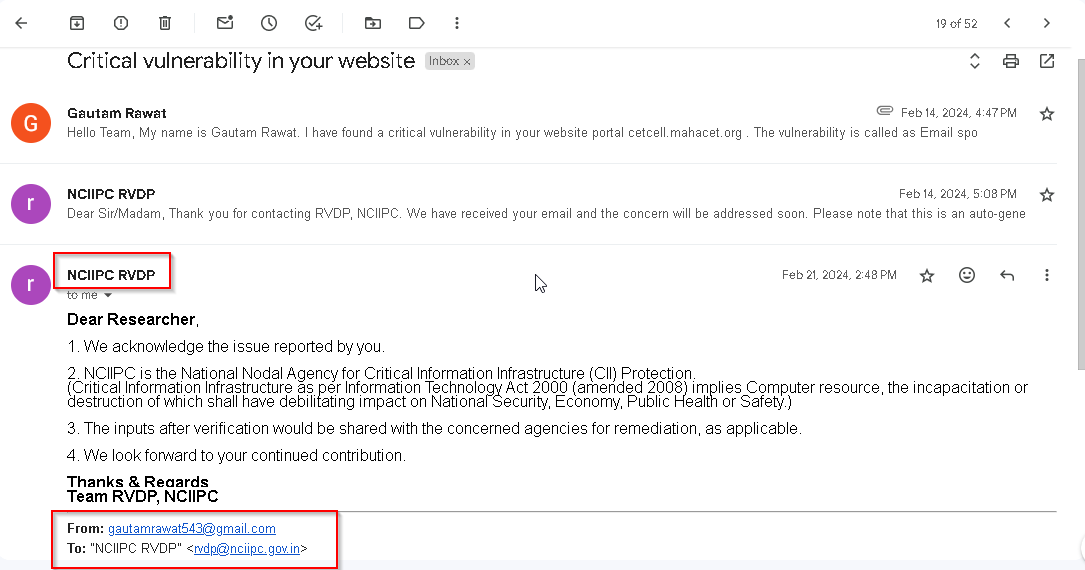 19 of 52
Critical vulnerability in your website Inbox ×
G
Gautam Rawat
Feb 14, 2024, 4:47 PM
Hello Team, My name is Gautam Rawat. I have found a critical vulnerability in your website portal cetcell.mahacet.org . The vulnerability is called as Email spo
r
NCIIPC RVDP
Feb 14, 2024, 5:08 PM
Dear Sir/Madam, Thank you for contacting RVDP, NCIIPC. We have received your email and the concern will be addressed soon. Please note that this is an auto-gene
r
NCIIPC RVDP
Feb 21, 2024, 2:48 PM
to me
Dear Researcher,
1. We acknowledge the issue reported by you.
2. NCIIPC is the National Nodal Agency for Critical Information Infrastructure (CII) Protection.
(Critical Information Infrastructure as per Information Technology Act 2000 (amended 2008) implies Computer resource, the incapacitation or
destruction of which shall have debilitating impact on National Security, Economy, Public Health or Safety.)
3. The inputs after verification would be shared with the concerned agencies for remediation, as applicable.
4. We look forward to your continued contribution.
Thanks & Regards
Team RVDP, NCIIPC
From: gautamrawat543@gmail.com
To: "NCIIPC RVDP" <rvdp@nciipc.gov.in>